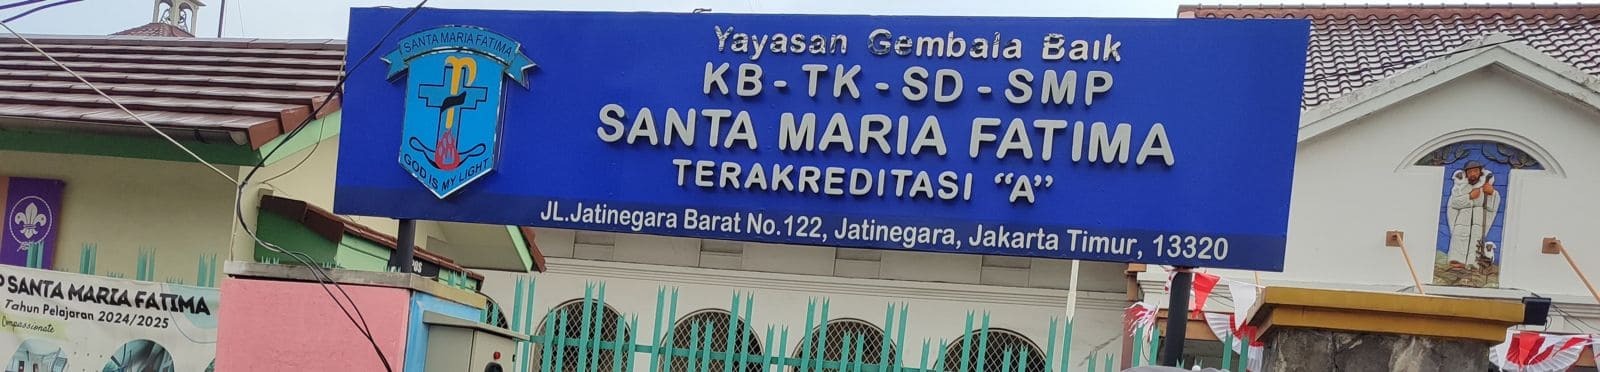 SANTA MARIA FATIMA
GOD IS MY LIGHT
Yayasan Gembala Baik
KB - TK - SD - SMP
SANTA MARIA FATIMA
TERAKREDITASI “A”
JL.Jatinegara Barat No.122, Jatinegara, Jakarta Timur, 13320
P SANTA MARIA FATIMA
Tahun Pelajaran 2024/2025
Compassionate